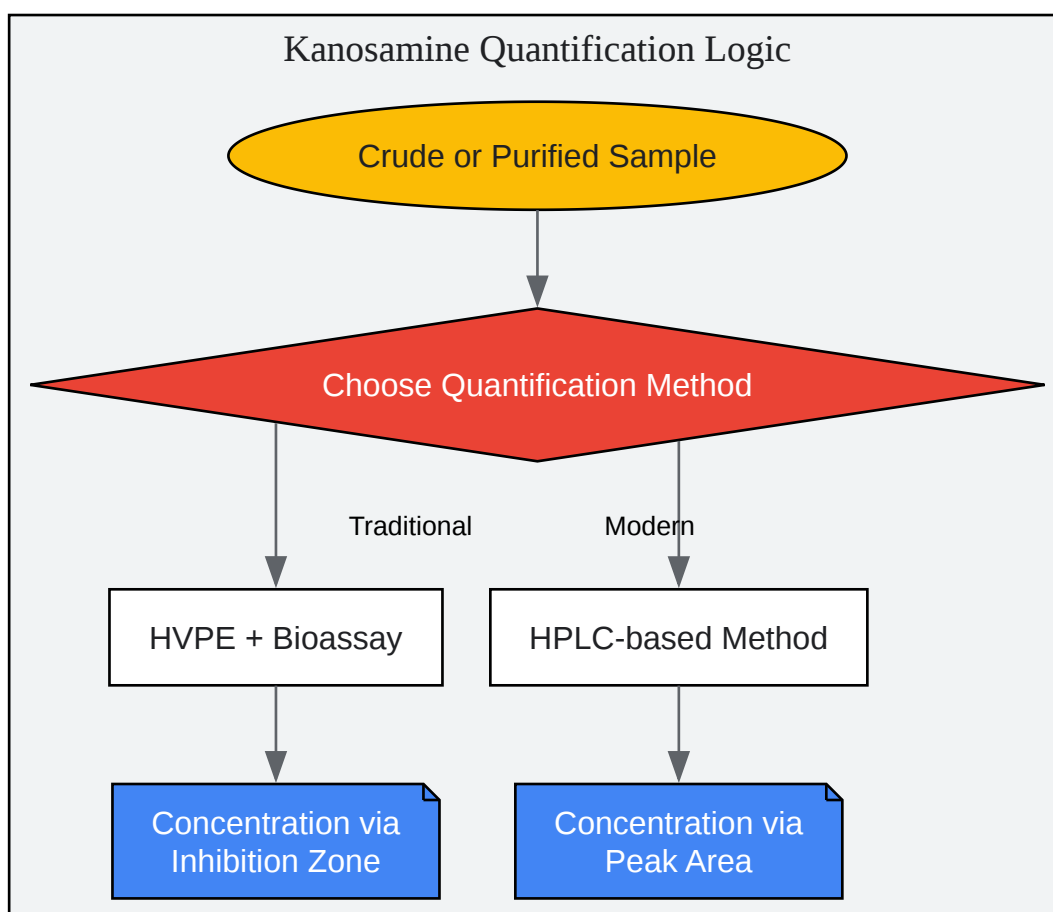 Kanosamine Quantification Logic
Crude or Purified Sample
Choose Quantification Method
Traditional
Modern
HVPE + Bioassay
HPLC-based Method
Concentration via
Inhibition Zone
Concentration via
Peak Area